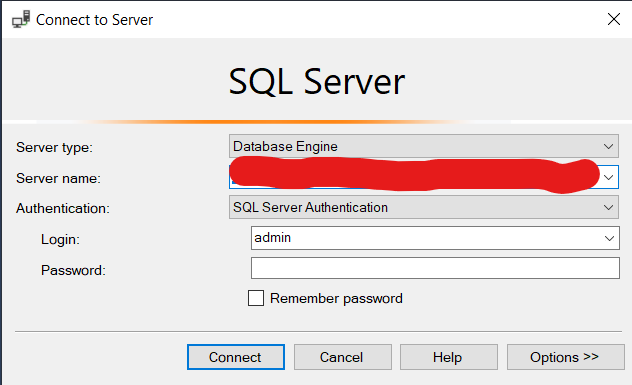 Connect to Server
SQL Server
Server type: Database Engine
Server name:
Authentication: SQL Server Authentication
Login: admin
Password:
Remember password
Connect Cancel Help Options >>